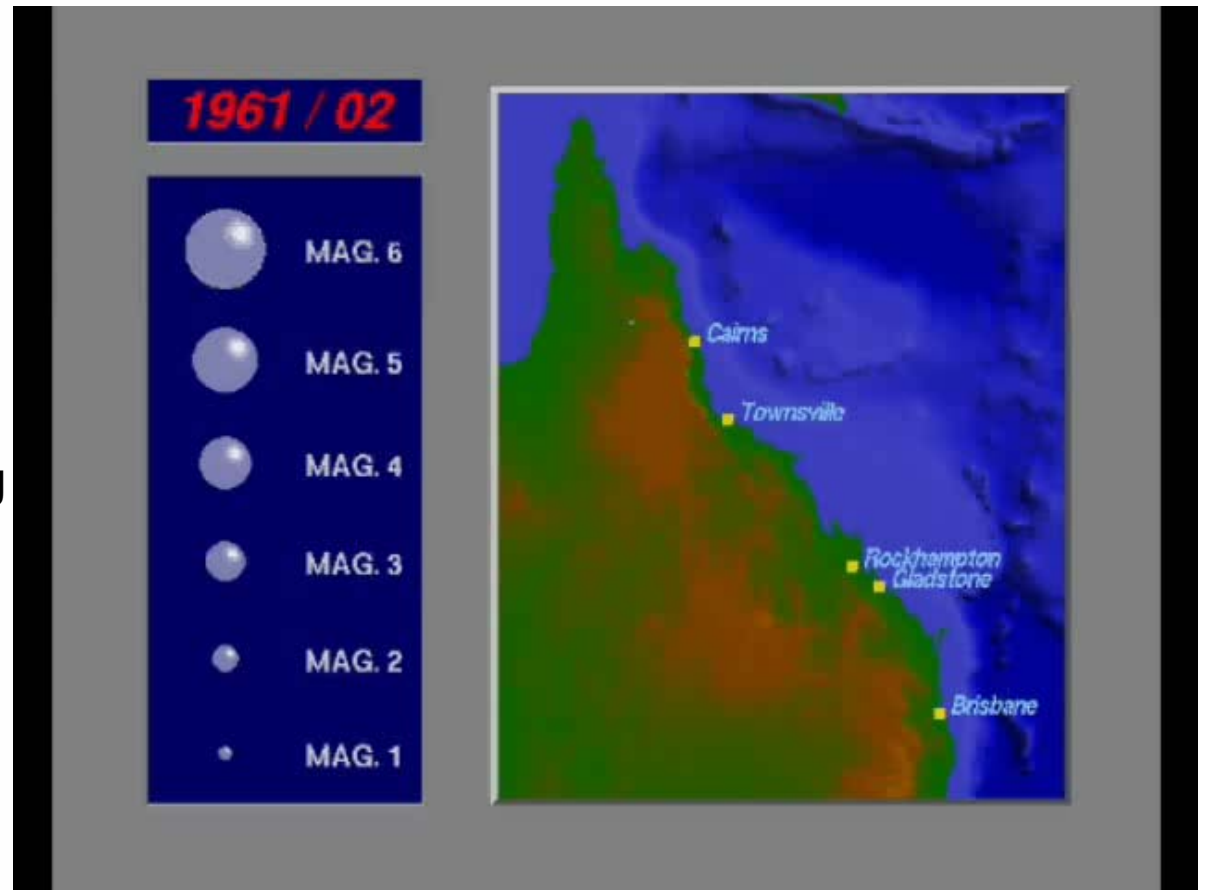 1961 / 02
MAG. 6
MAG. 5
MAG. 4
MAG. 3
MAG. 2
MAG. 1
Cairns
Townsville
Rockhampton
Gladstone
Brisbane